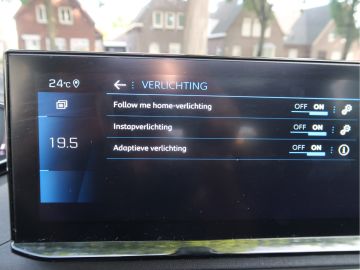 24°C
← : VERLICHTING
Follow me home-verlichting OFF ON
Instapverlichting OFF ON
19.5
Adaptieve verlichting OFF ON